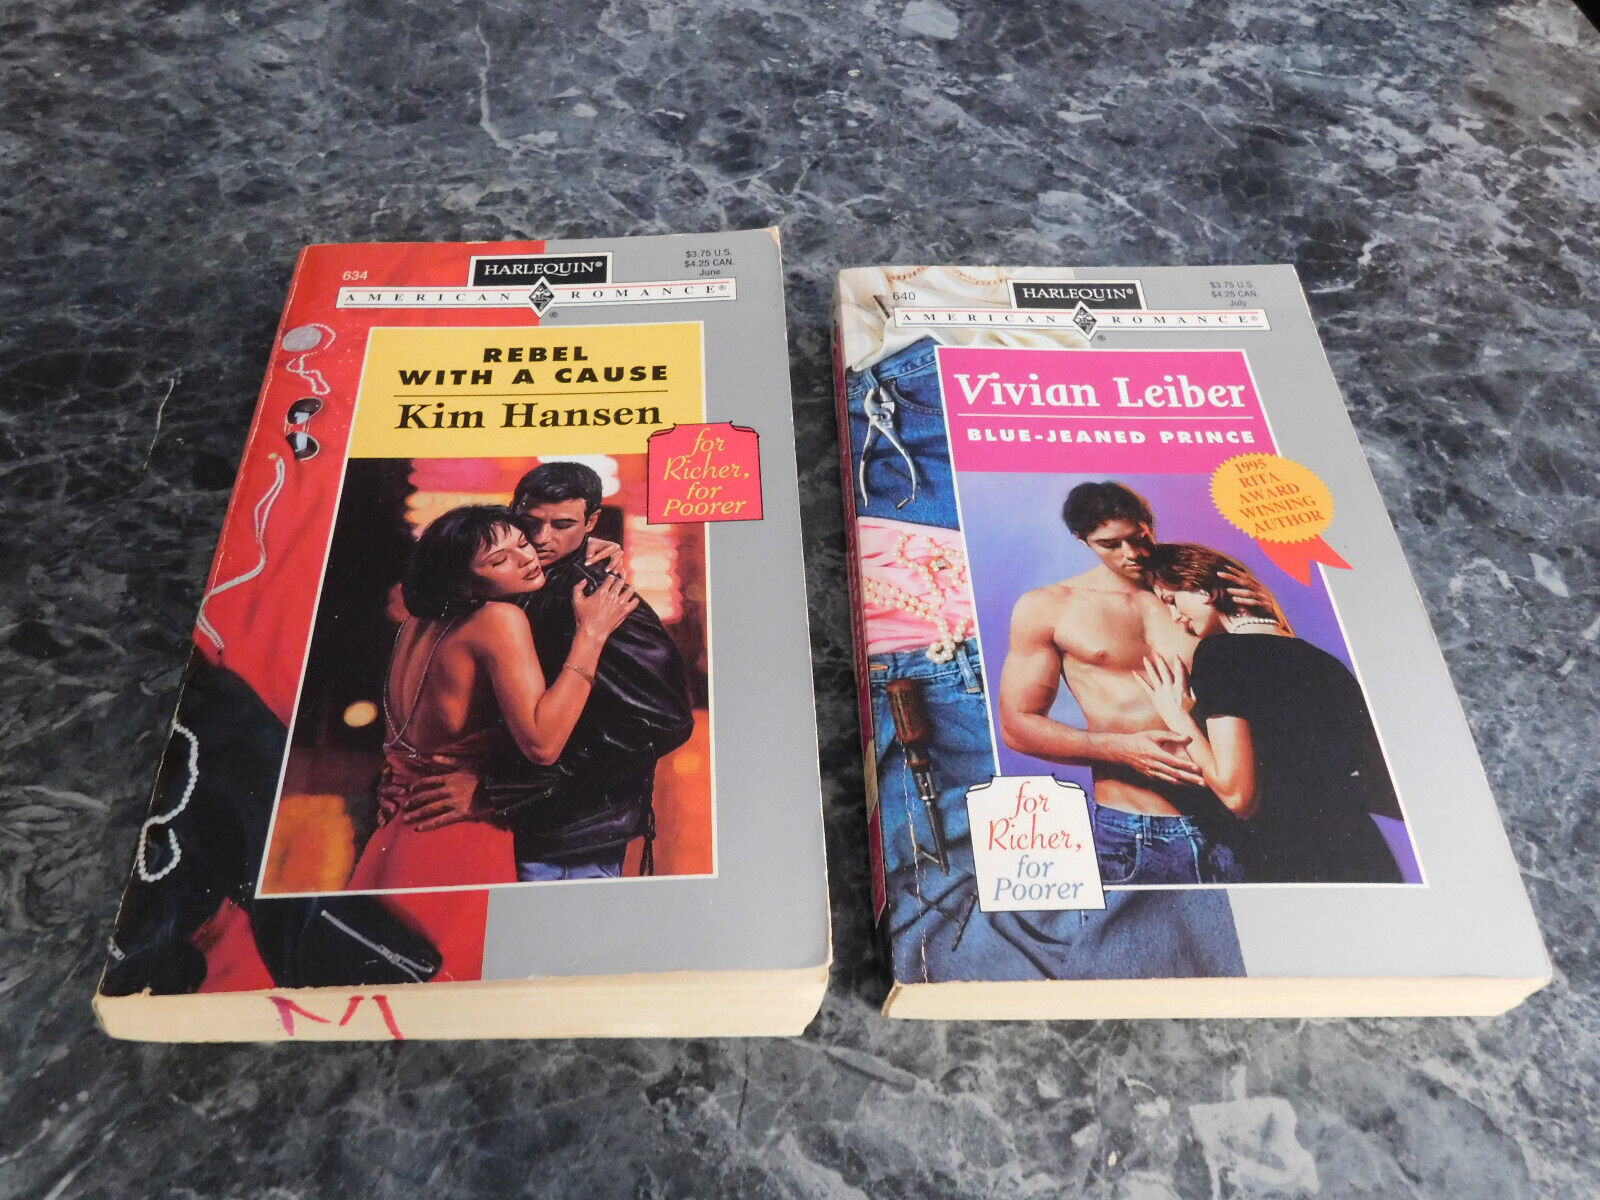 634
HARLEQUIN®
AMERICAN ROMANCE®
®
$3.75 U.S.
$4.25 CAN.
June
REBEL
WITH A CAUSE
Kim Hansen
for
Richer,
for
Poorer
M
640
HARLEQUIN®
AMERICAN ROMANCE®
®
$3.75 U.S.
$4.25 CAN.
July
Vivian Leiber
BLUE-JEANED PRINCE
1995
RITA
AWARD
WINNING
AUTHOR
for
Richer,
for
Poorer